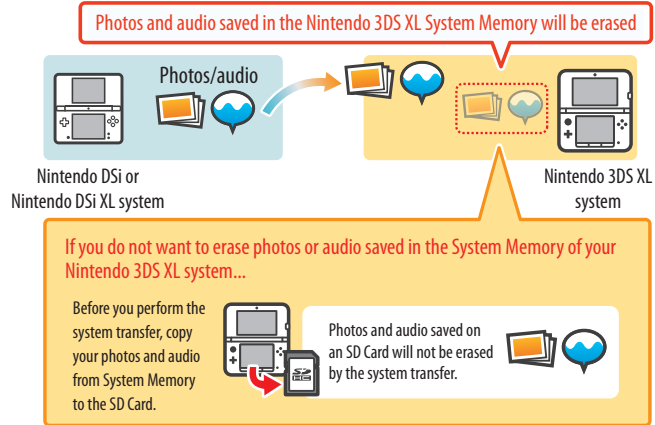 Photos and audio saved in the Nintendo 3DS XL System Memory will be erased
Photos/audio
Nintendo DSi or
Nintendo DSi XL system
Nintendo 3DS XL
system
If you do not want to erase photos or audio saved in the System Memory of your
Nintendo 3DS XL system...
Before you perform the
system transfer, copy
your photos and audio
from System Memory
to the SD Card.
SD
HC
Photos and audio saved on
an SD Card will not be erased
by the system transfer.